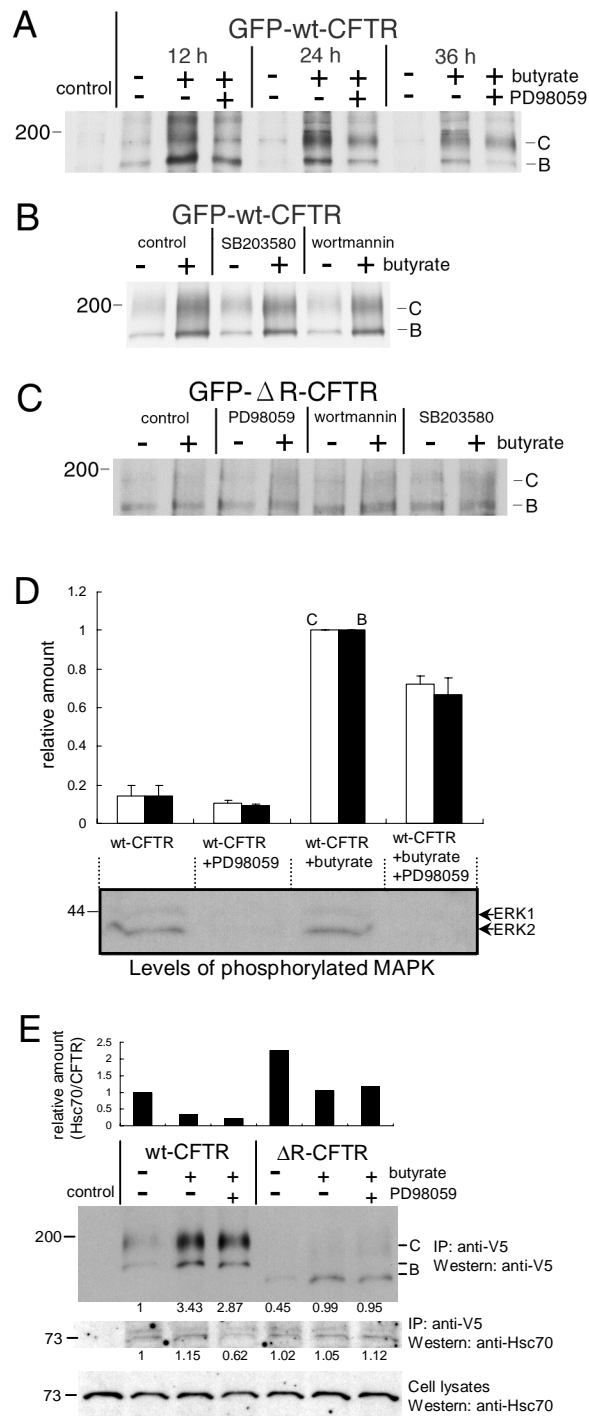 A
GFP-wt-CFTR
12 h 24 h 36 h
control - + + - + + - + + butyrate
- - + - - + - - + PD98059
200
C
B
B
GFP-wt-CFTR
control SB203580 wortmannin
- + - + - + butyrate
200
C
B
C
GFP-ΔR-CFTR
control PD98059 wortmannin SB203580
- + - + - + - + butyrate
200
C
B
D
relative amount
1.2
1
0.8
0.6
0.4
0.2
0
C B
wt-CFTR
wt-CFTR
+PD98059
wt-CFTR
+butyrate
wt-CFTR
+butyrate
+PD98059
44
ERK1
ERK2
Levels of phosphorylated MAPK
E
relative amount
(Hsc70/CFTR)
2.5
2
1.5
1
0.5
0
wt-CFTR ΔR-CFTR
- + + - + + butyrate
control - - + - - + PD98059
200
C
B
IP: anti-V5
Western: anti-V5
1 3.43 2.87 0.45 0.99 0.95
73
IP: anti-V5
Western: anti-Hsc70
1 1.15 0.62 1.02 1.05 1.12
73
Cell lysates
Western: anti-Hsc70